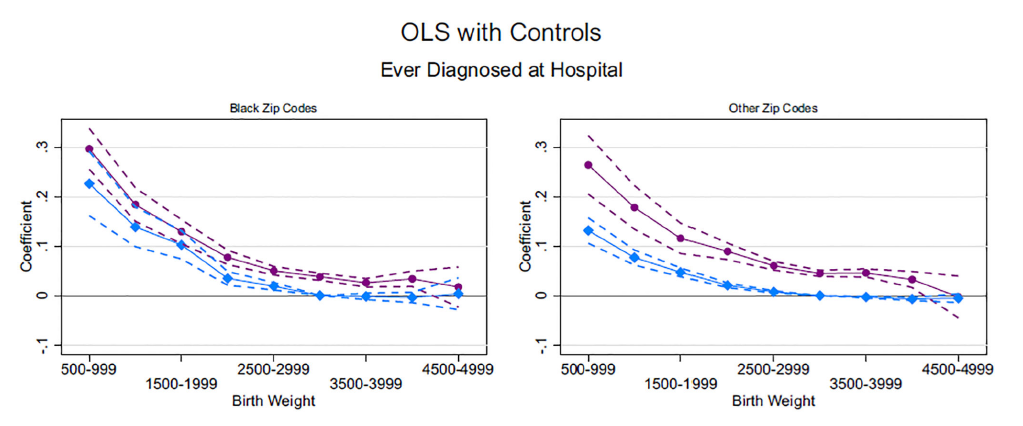 OLS with Controls
Ever Diagnosed at Hospital
Black Zip Codes
Coefficient
.3
.2
.1
0
-.1
500-999
1500-1999
2500-2999
3500-3999
4500-4999
Birth Weight
Other Zip Codes
Coefficient
.3
.2
.1
0
-.1
500-999
1500-1999
2500-2999
3500-3999
4500-4999
Birth Weight